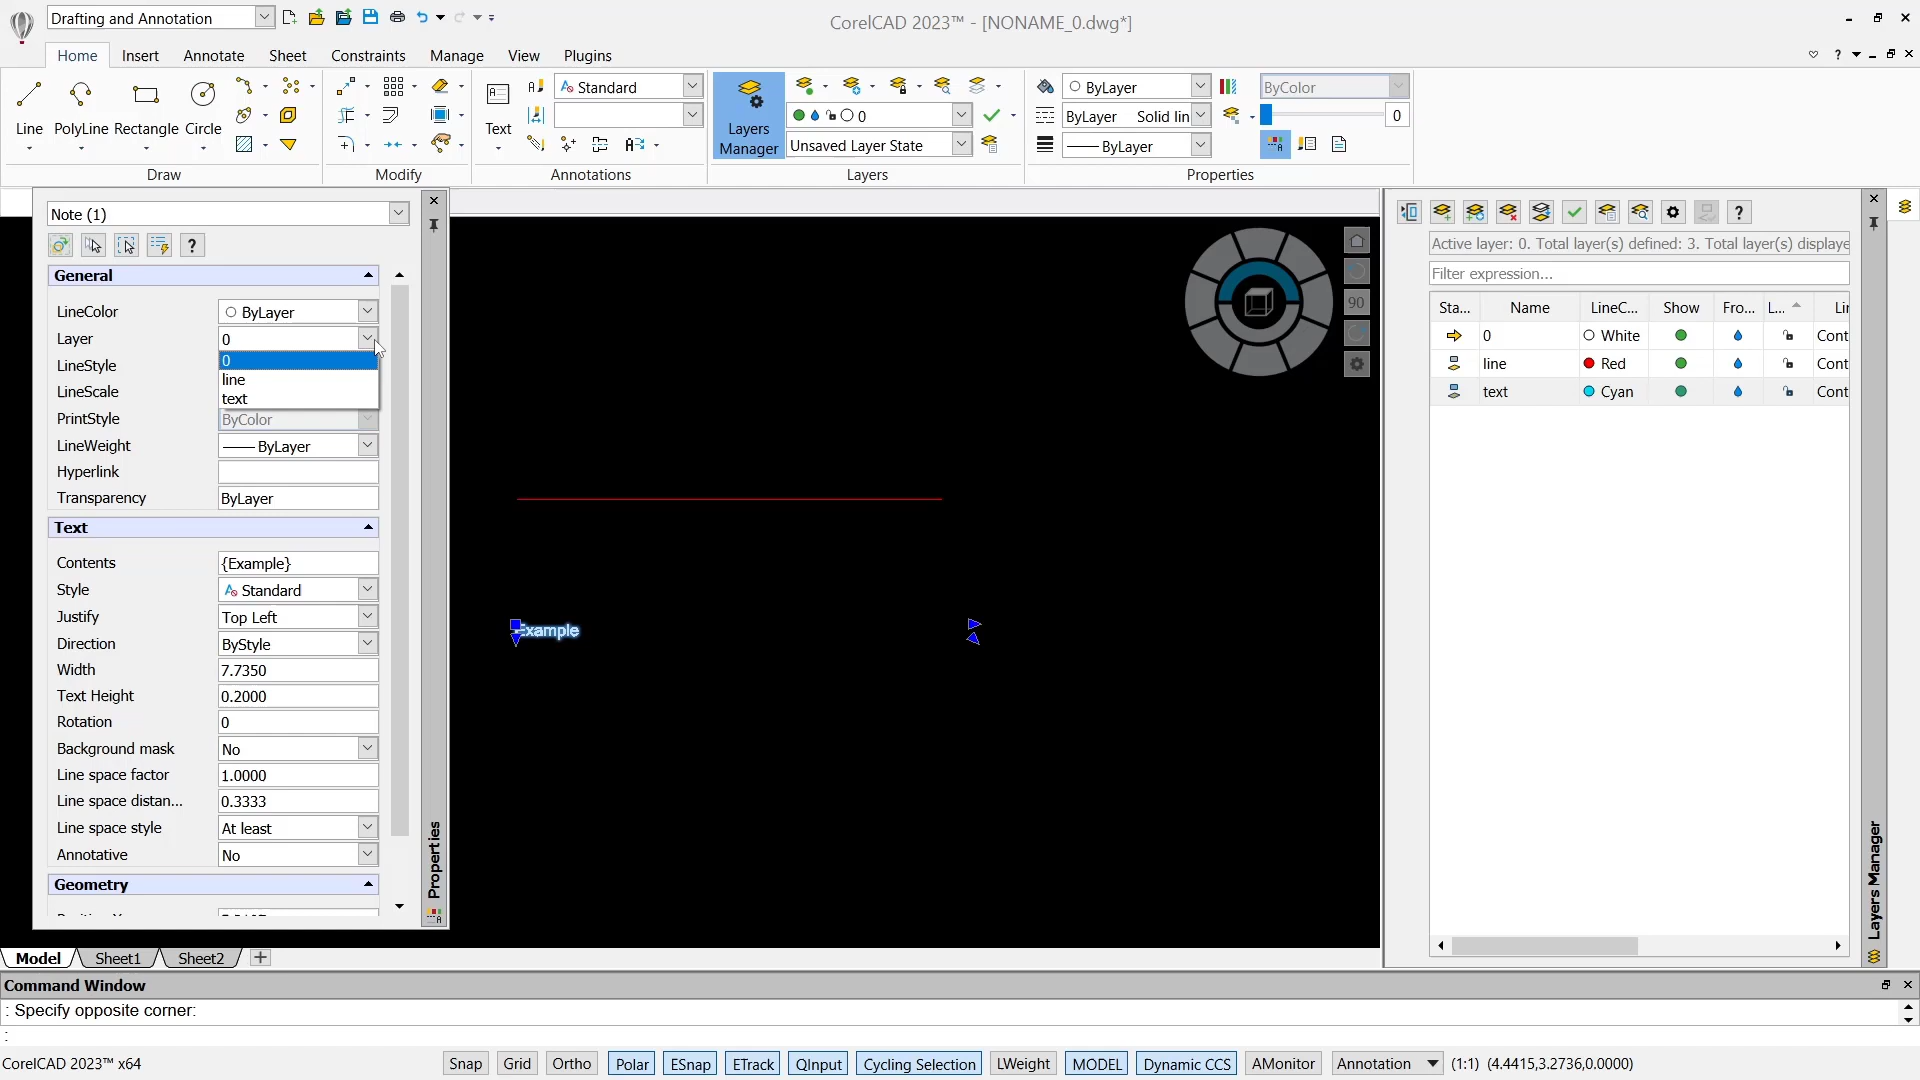 Drafting and Annotation
CorelCAD 2023™ - [NONAME_0.dwg*]
Home Insert Annotate Sheet Constraints Manage View Plugins
Line PolyLine Rectangle Circle
Draw
Modify
Text
Standard
Annotations
Layers Manager
0
Unsaved Layer State
Layers
ByLayer
ByLayer Solid lin
ByLayer
ByColor
0
Properties
Note (1)
General
LineColor ByLayer
Layer 0
0
line
text
LineStyle
LineScale
PrintStyle ByColor
LineWeight ByLayer
Hyperlink
Transparency ByLayer
Text
Contents {Example}
Style Standard
Justify Top Left
Direction ByStyle
Width 7.7350
Text Height 0.2000
Rotation 0
Background mask No
Line space factor 1.0000
Line space distan... 0.3333
Line space style At least
Annotative No
Geometry
Properties
Example
90
Active layer: 0. Total layer(s) defined: 3. Total layer(s) displaye
Filter expression...
Sta... Name LineC... Show Fro... L... Lir
0 White Cont
line Red Cont
text Cyan Cont
Layers Manager
Model Sheet1 Sheet2
Command Window
: Specify opposite corner:
:
CorelCAD 2023™ x64
Snap Grid Ortho Polar ESnap ETrack QInput Cycling Selection LWeight MODEL Dynamic CCS AMonitor Annotation (1:1) (4.4415,3.2736,0.0000)